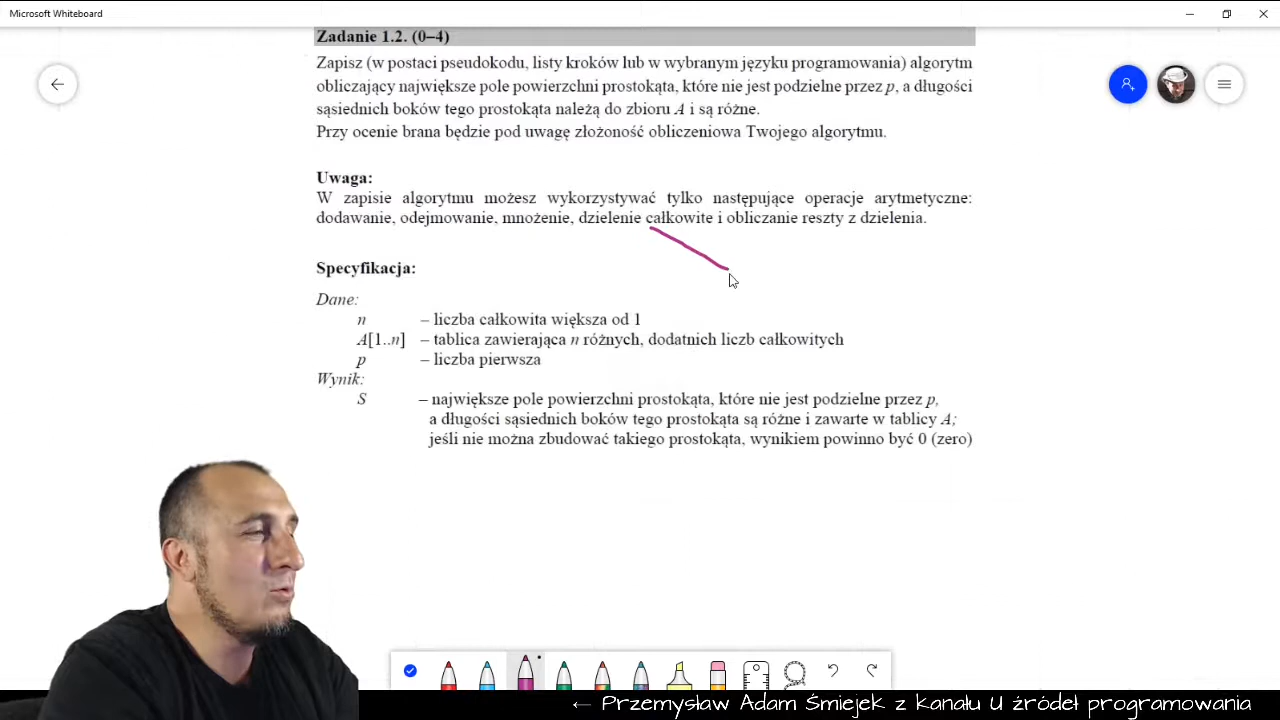 Microsoft Whiteboard
Zadanie 1.2. (0–4)
Zapisz (w postaci pseudokodu, listy kroków lub w wybranym języku programowania) algorytm
obliczający największe pole powierzchni prostokąta, które nie jest podzielne przez p, a długości
sąsiednich boków tego prostokąta należą do zbioru A i są różne.
Przy ocenie brana będzie pod uwagę złożoność obliczeniowa Twojego algorytmu.
Uwaga:
W zapisie algorytmu możesz wykorzystywać tylko następujące operacje arytmetyczne:
dodawanie, odejmowanie, mnożenie, dzielenie całkowite i obliczanie reszty z dzielenia.
Specyfikacja:
Dane:
n – liczba całkowita większa od 1
A[1..n] – tablica zawierająca n różnych, dodatnich liczb całkowitych
p – liczba pierwsza
Wynik:
S – największe pole powierzchni prostokąta, które nie jest podzielne przez p,
a długości sąsiednich boków tego prostokąta są różne i zawarte w tablicy A;
jeśli nie można zbudować takiego prostokąta, wynikiem powinno być 0 (zero)
← Przemysław Adam Śmiejek z kanału U źródeł programowania